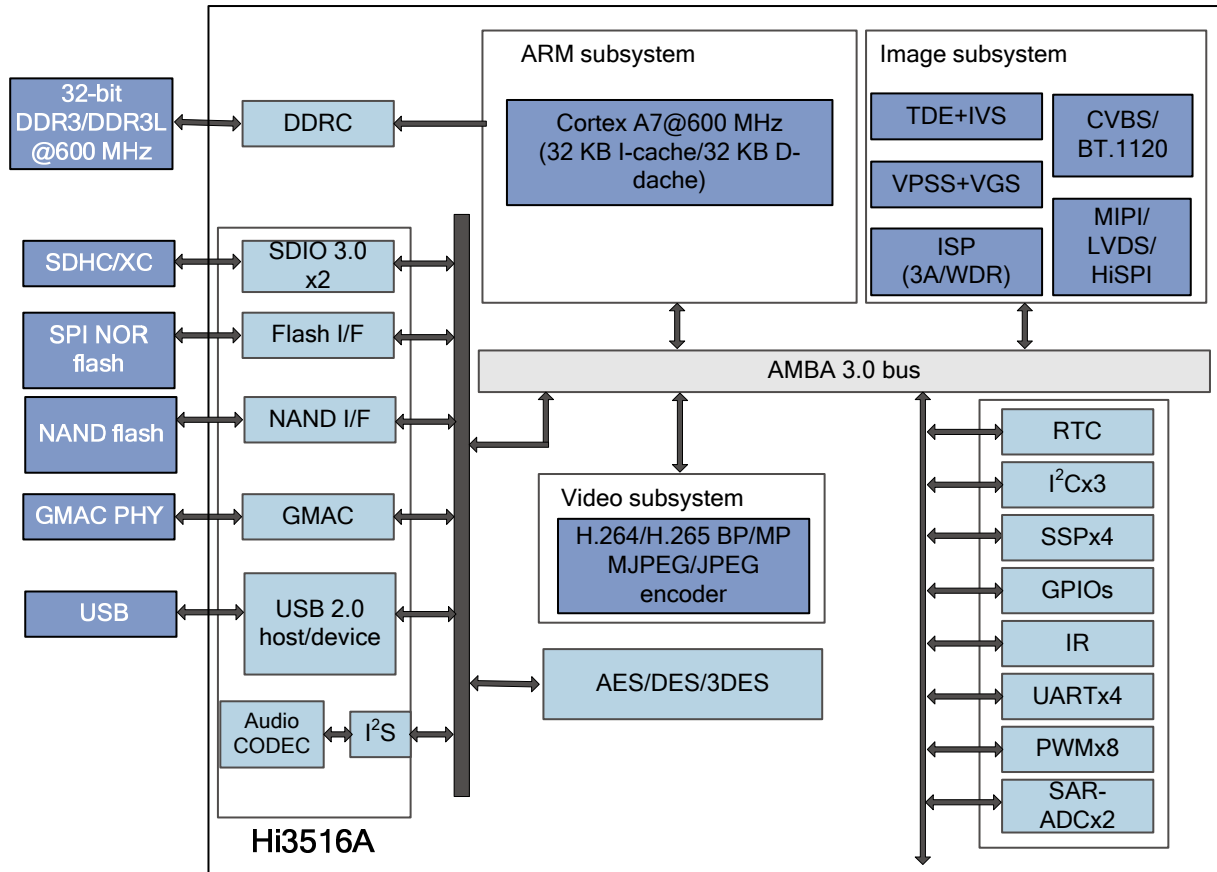 ARM subsystem
Image subsystem
32-bit
DDR3/DDR3L
@600 MHz
DDRC
Cortex A7@600 MHz
(32 KB I-cache/32 KB D-
dache)
TDE+IVS
CVBS/
BT.1120
VPSS+VGS
ISP
(3A/WDR)
MIPI/
LVDS/
HiSPI
SDHC/XC
SDIO 3.0
x2
SPI NOR
flash
Flash I/F
AMBA 3.0 bus
NAND flash
NAND I/F
GMAC PHY
GMAC
USB
USB 2.0
host/device
Audio
CODEC
I²S
Video subsystem
H.264/H.265 BP/MP
MJPEG/JPEG
encoder
AES/DES/3DES
RTC
I²Cx3
SSPx4
GPIOs
IR
UARTx4
PWMx8
SAR-
ADCx2
Hi3516A